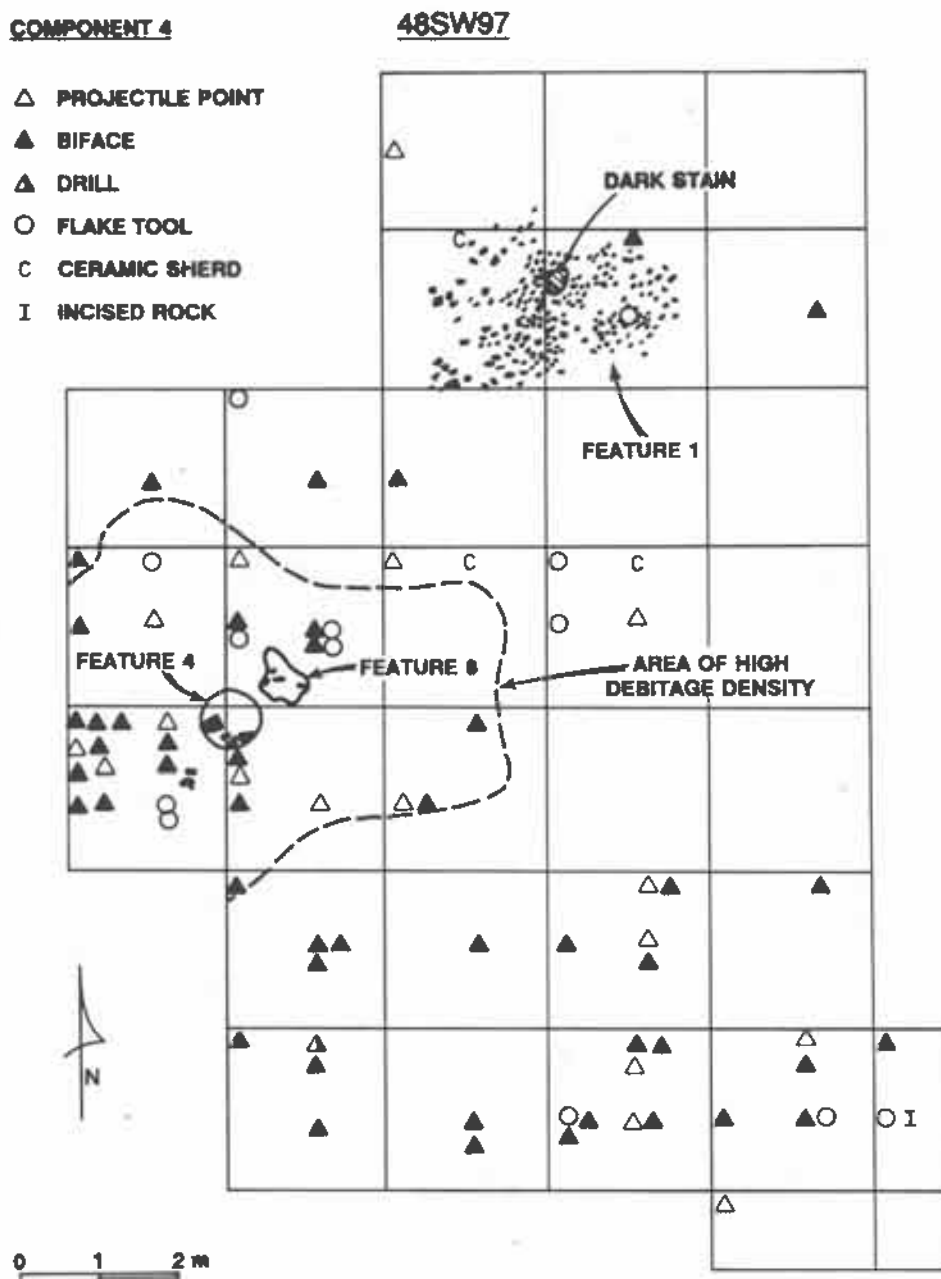 COMPONENT 4
48SW97
PROJECTILE POINT
BIFACE
DRILL
FLAKE TOOL
C CERAMIC SHERD
I INCISED ROCK
DARK STAIN
C
FEATURE 1
C
C
FEATURE 4
FEATURE 8
AREA OF HIGH
DEBITAGE DENSITY
I
N
0 1 2 m